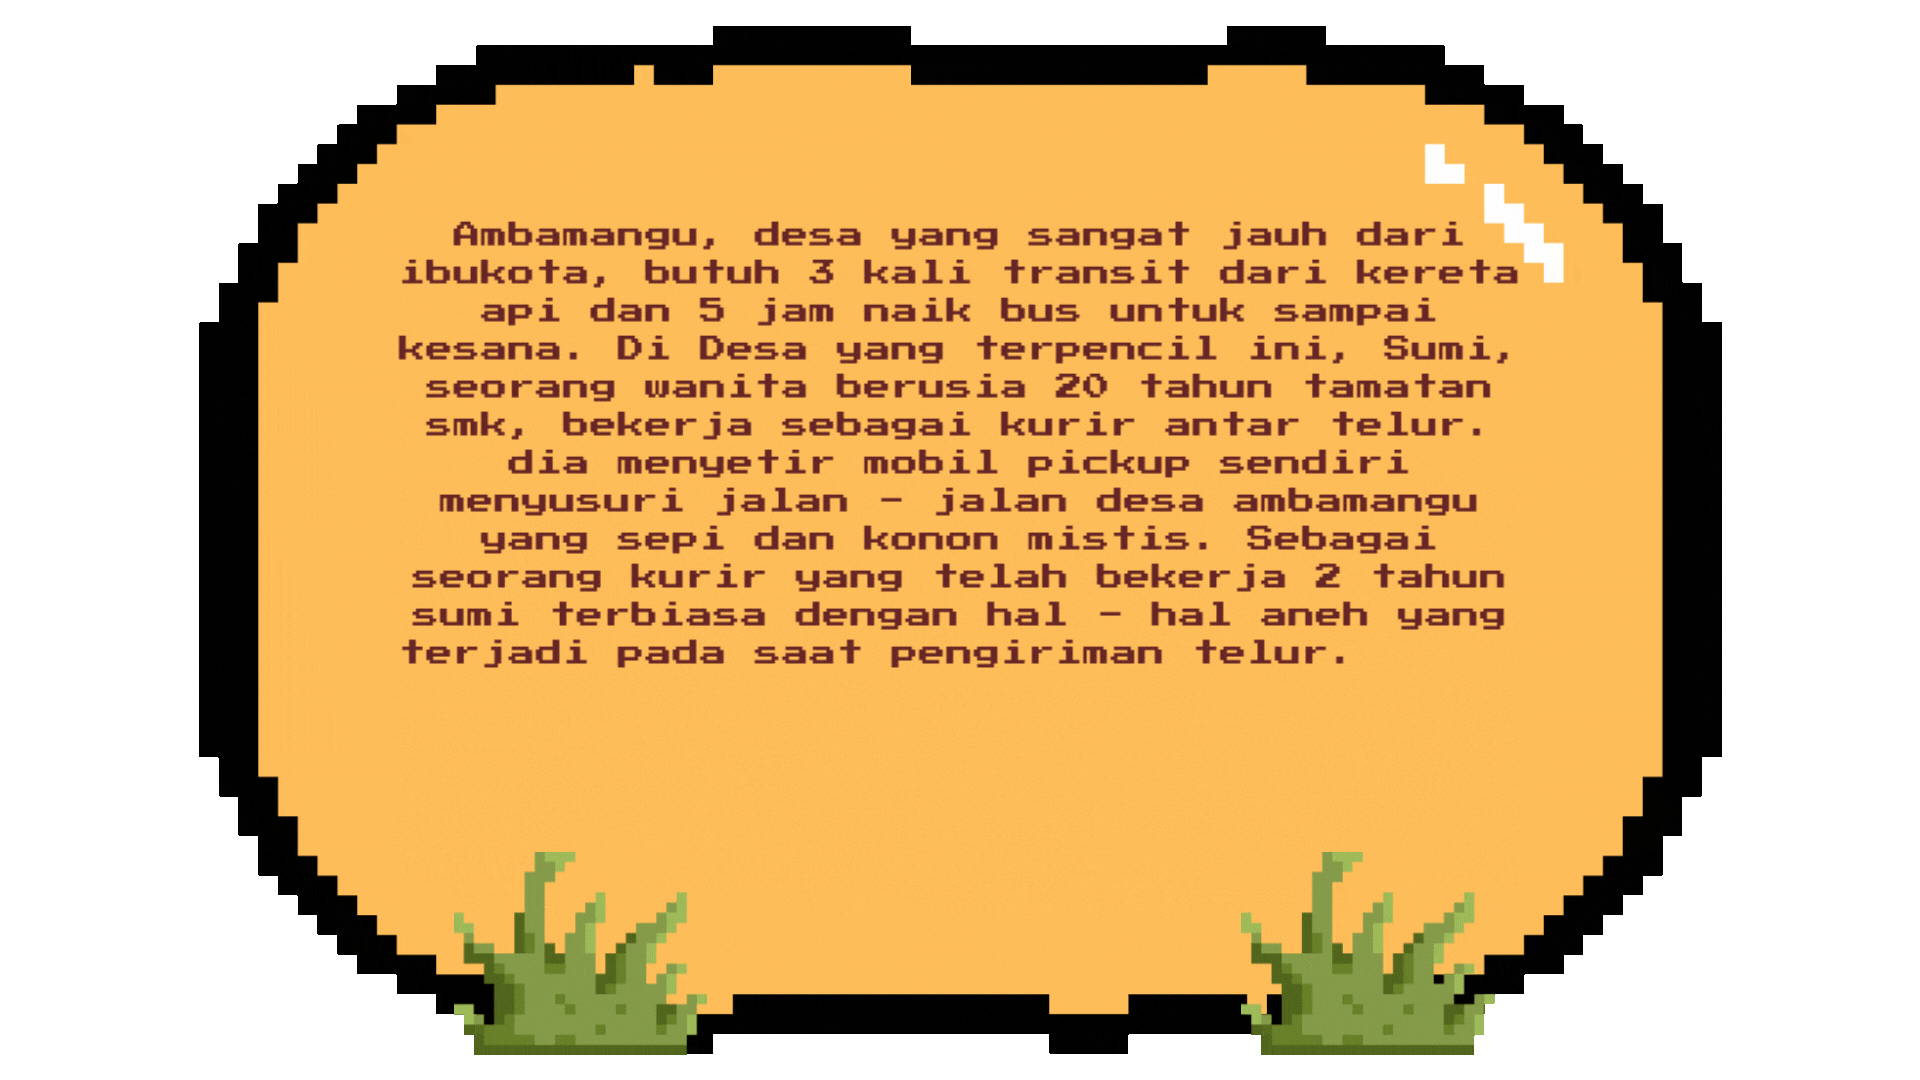 Ambamangu, desa yang sangat jauh dari
ibukota, butuh 3 kali transit dari kereta
api dan 5 jam naik bus untuk sampai
kesana. Di Desa yang terpencil ini, Sumi,
seorang wanita berusia 20 tahun tamatan
smk, bekerja sebagai kurir antar telur.
dia menyetir mobil pickup sendiri
menyusuri jalan - jalan desa ambamangu
yang sepi dan konon mistis. Sebagai
seorang kurir yang telah bekerja 2 tahun
sumi terbiasa dengan hal - hal aneh yang
terjadi pada saat pengiriman telur.